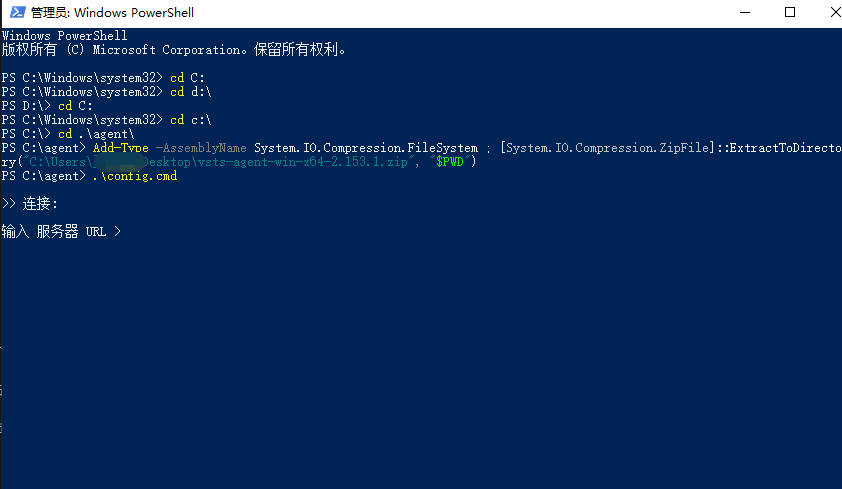 管理员: Windows PowerShell
Windows PowerShell
版权所有 (C) Microsoft Corporation。保留所有权利。
PS C:\Windows\system32> cd C:
PS C:\Windows\system32> cd d:\
PS D:\> cd C:
PS C:\Windows\system32> cd c:\
PS C:\> cd .\agent\
PS C:\agent> Add-Type -AssemblyName System.IO.Compression.FileSystem ; [System.IO.Compression.ZipFile]::ExtractToDirecto
ry("C:\Users\ Desktop\vsts-agent-win-x64-2.153.1.zip", "$PWD")
PS C:\agent> .\config.cmd
>> 连接:
输入 服务器 URL >